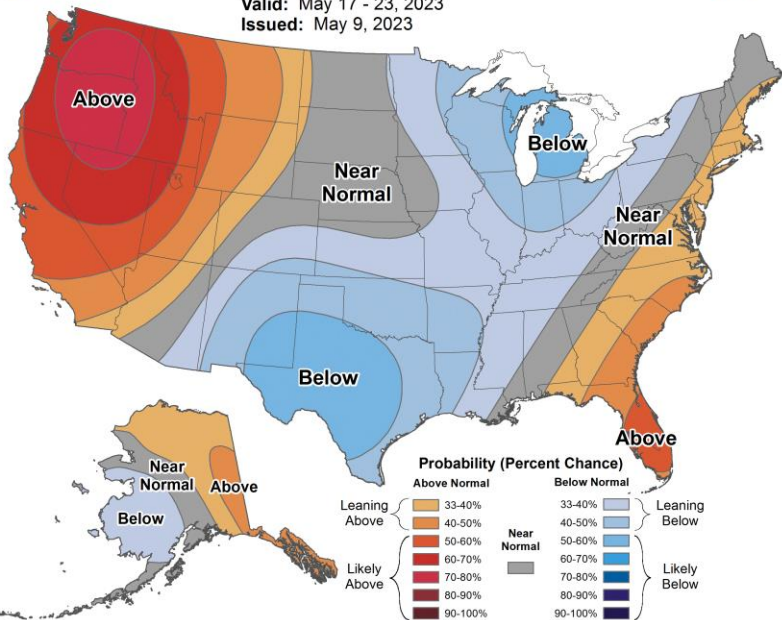 Valid: May 17 - 23, 2023
Issued: May 9, 2023
Above
Near
Normal
Below
Near
Normal
Below
Above
Near
Normal
Above
Below
Probability (Percent Chance)
Above Normal
Below Normal
Leaning
Above
33-40%
40-50%
Likely
Above
50-60%
60-70%
70-80%
80-90%
90-100%
Near
Normal
33-40%
40-50%
Leaning
Below
50-60%
60-70%
70-80%
80-90%
90-100%
Likely
Below